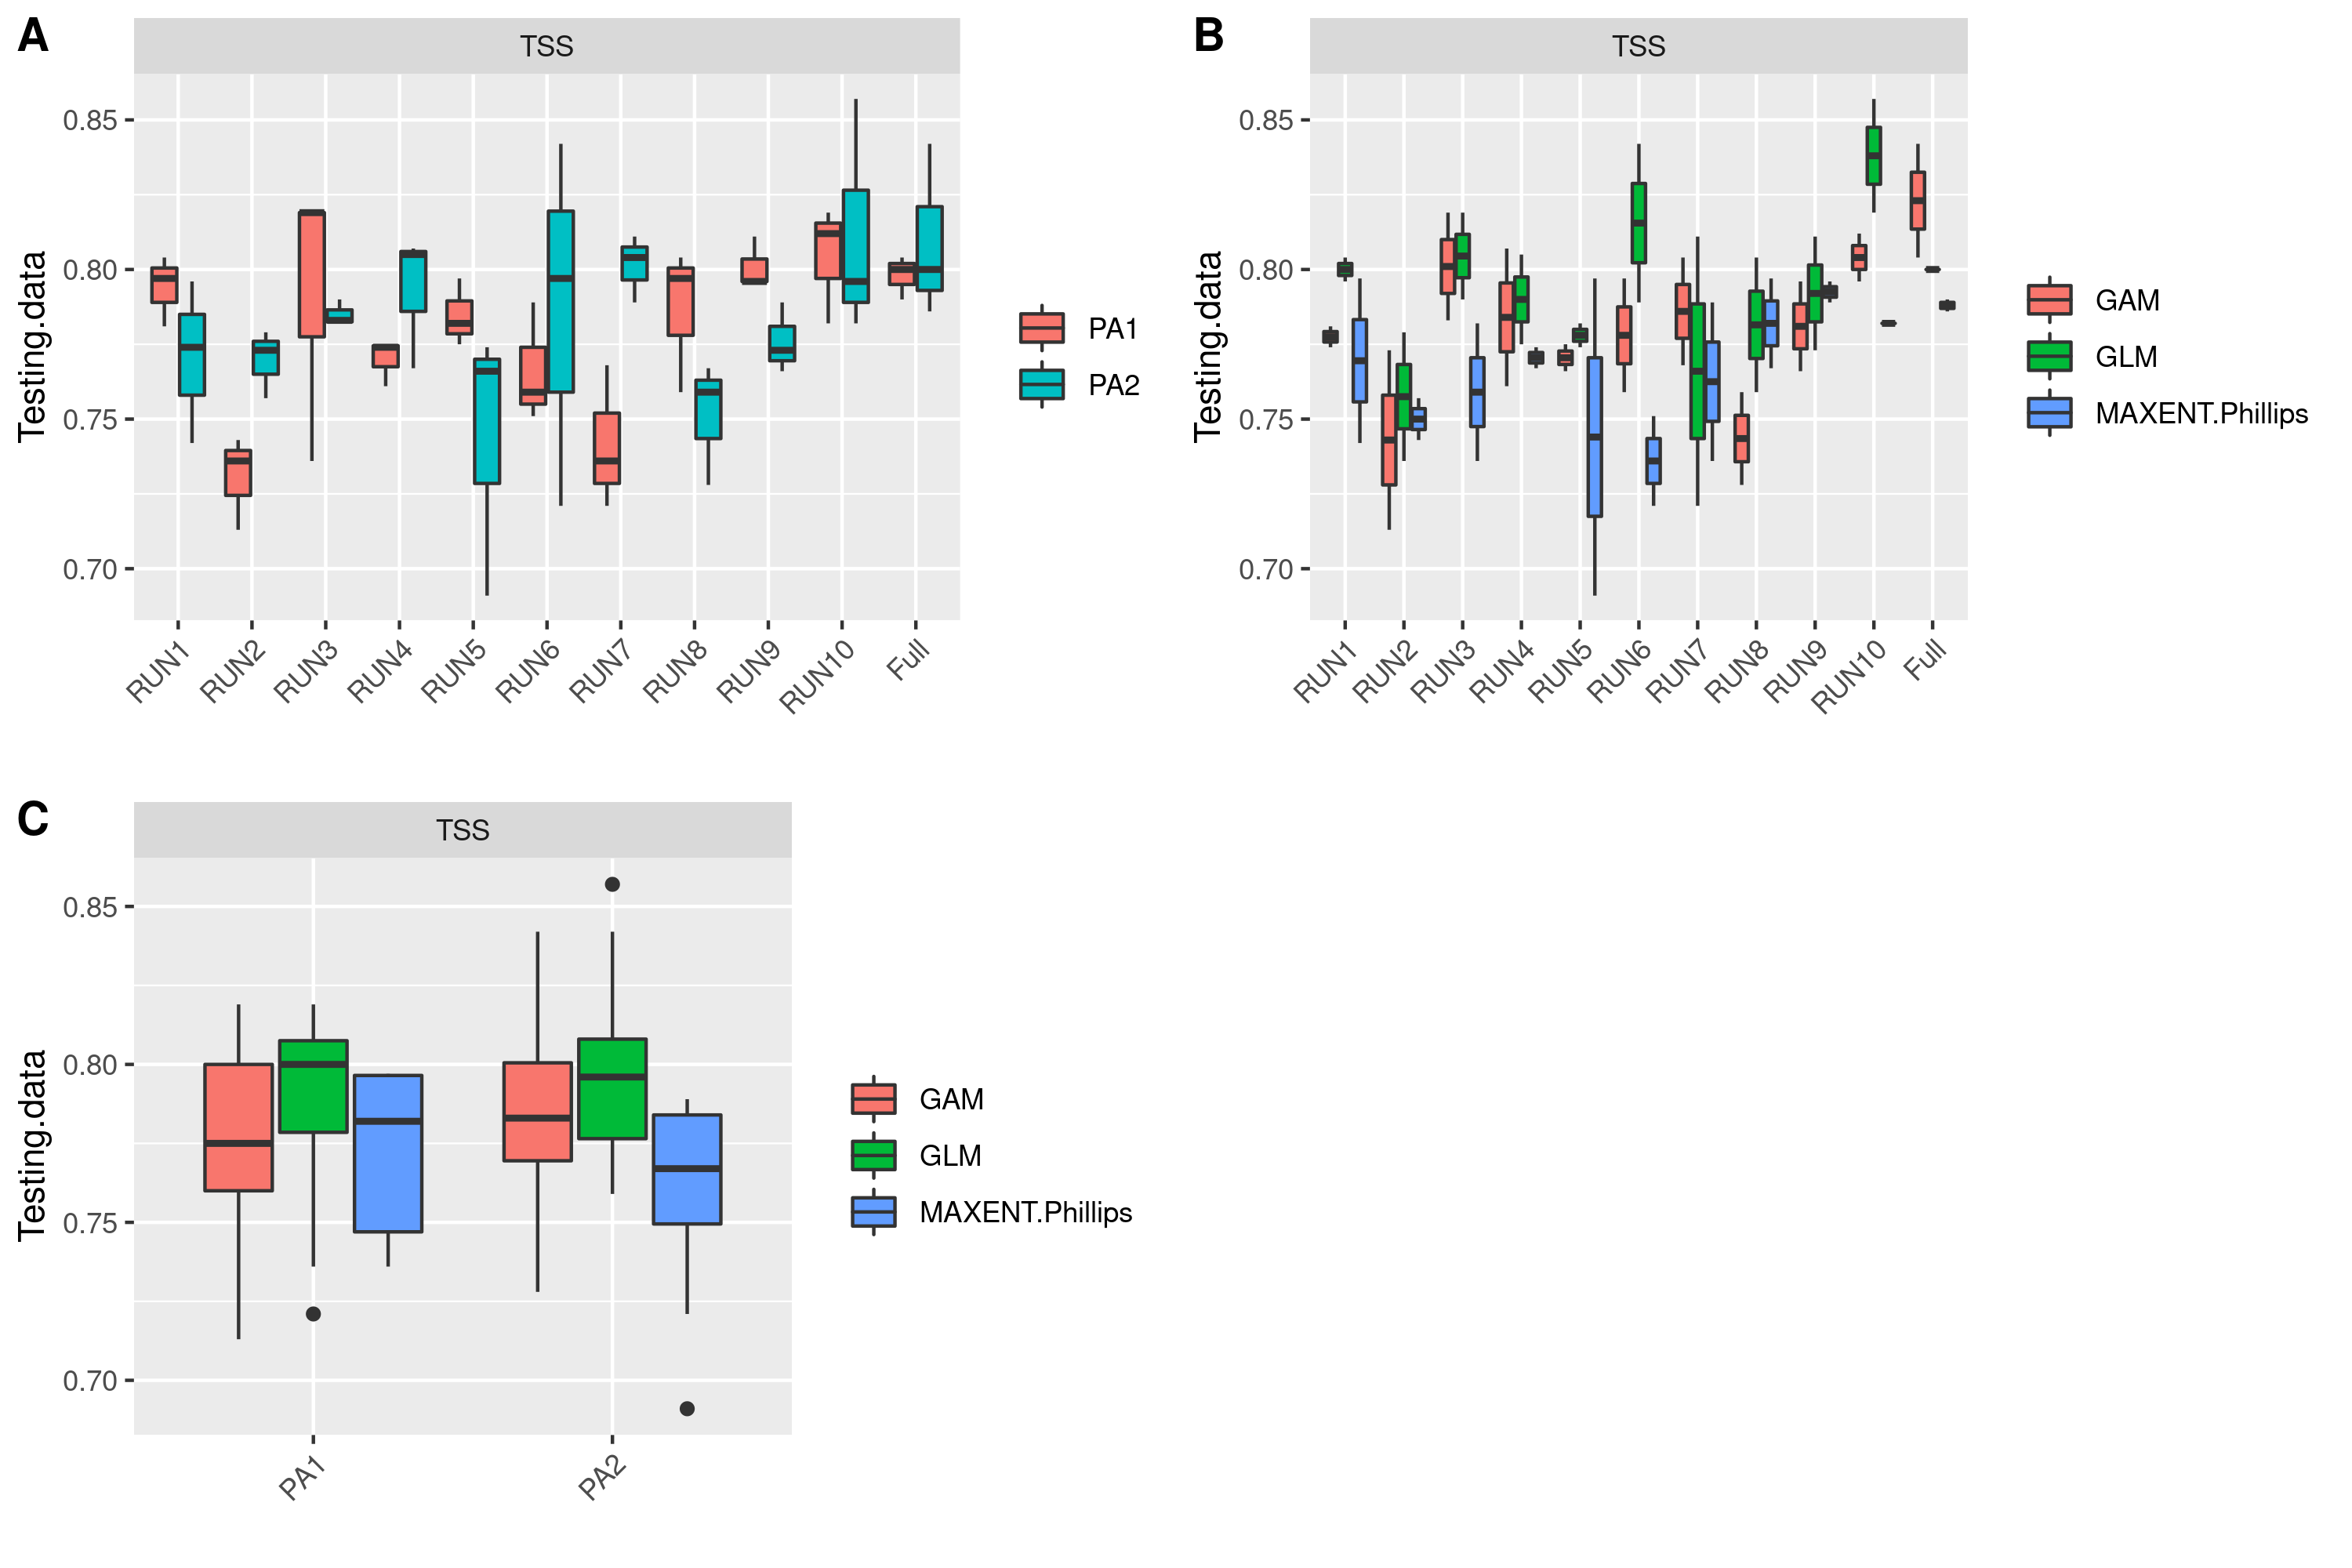 A
TSS
Testing.data
0.85
0.80
0.75
0.70
RUN1
RUN2
RUN3
RUN4
RUN5
RUN6
RUN7
RUN8
RUN9
RUN10
Full
PA1
PA2
B
TSS
Testing.data
0.85
0.80
0.75
0.70
RUN1
RUN2
RUN3
RUN4
RUN5
RUN6
RUN7
RUN8
RUN9
RUN10
Full
GAM
GLM
MAXENT.Phillips
C
TSS
Testing.data
0.85
0.80
0.75
0.70
PA1
PA2
GAM
GLM
MAXENT.Phillips